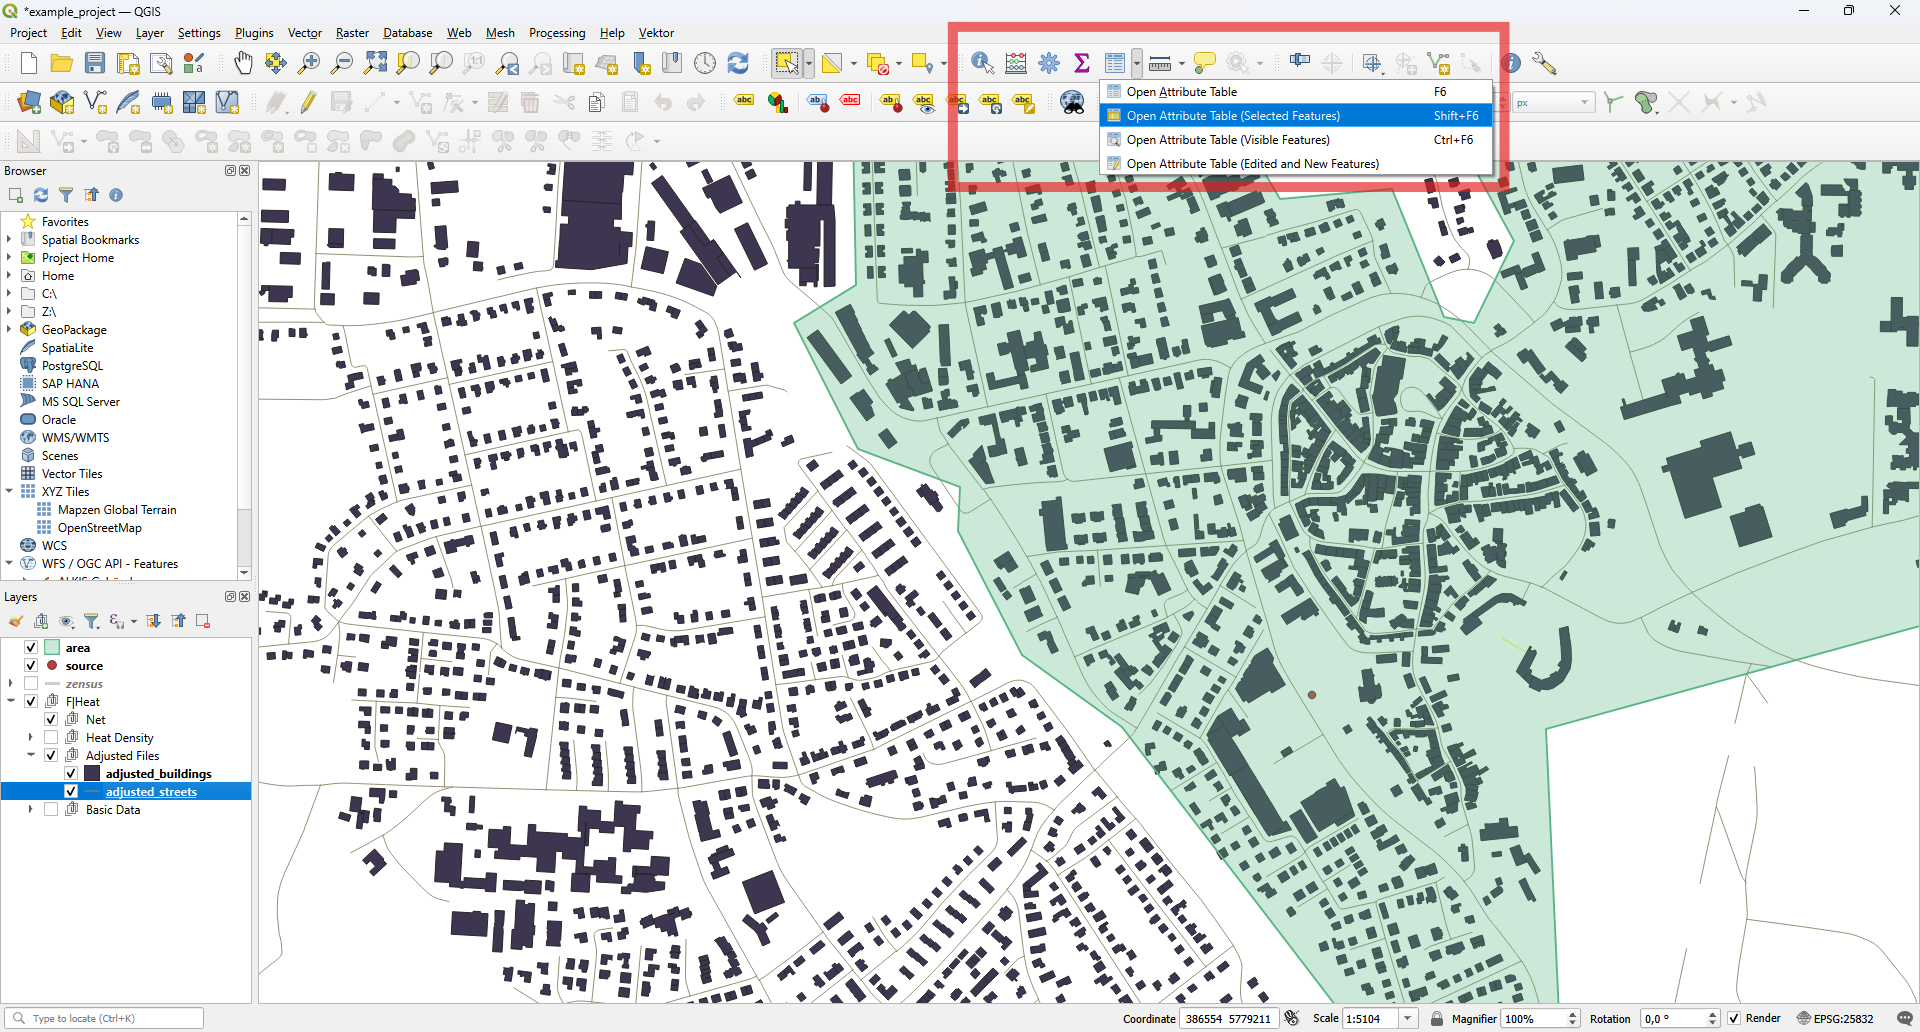 *example_project — QGIS
Project Edit View Layer Settings Plugins Vector Raster Database Web Mesh Processing Help Vektor
Open Attribute Table F6
Open Attribute Table (Selected Features) Shift+F6
Open Attribute Table (Visible Features) Ctrl+F6
Open Attribute Table (Edited and New Features)
px
Browser
Favorites
Spatial Bookmarks
Project Home
Home
C:\
Z:\
GeoPackage
SpatiaLite
PostgreSQL
SAP HANA
MS SQL Server
Oracle
WMS/WMTS
Scenes
Vector Tiles
XYZ Tiles
Mapzen Global Terrain
OpenStreetMap
WCS
WFS / OGC API - Features
Layers
area
source
zensus
F|Heat
Net
Heat Density
Adjusted Files
adjusted_buildings
adjusted_streets
Basic Data
Type to locate (Ctrl+K)
Coordinate 386554 5779211 Scale 1:5104 Magnifier 100% Rotation 0,0 ° Render EPSG:25832